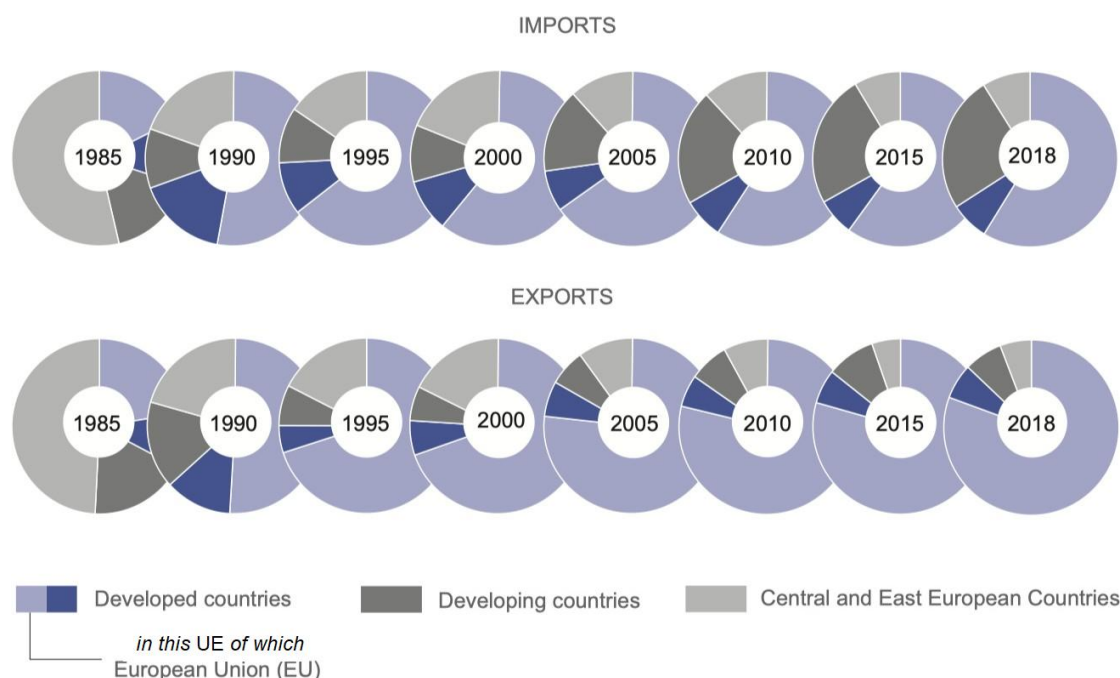 IMPORTS
1985 1990 1995 2000 2005 2010 2015 2018
EXPORTS
1985 1990 1995 2000 2005 2010 2015 2018
Developed countries Developing countries Central and East European Countries
in this UE of which
European Union (EU)